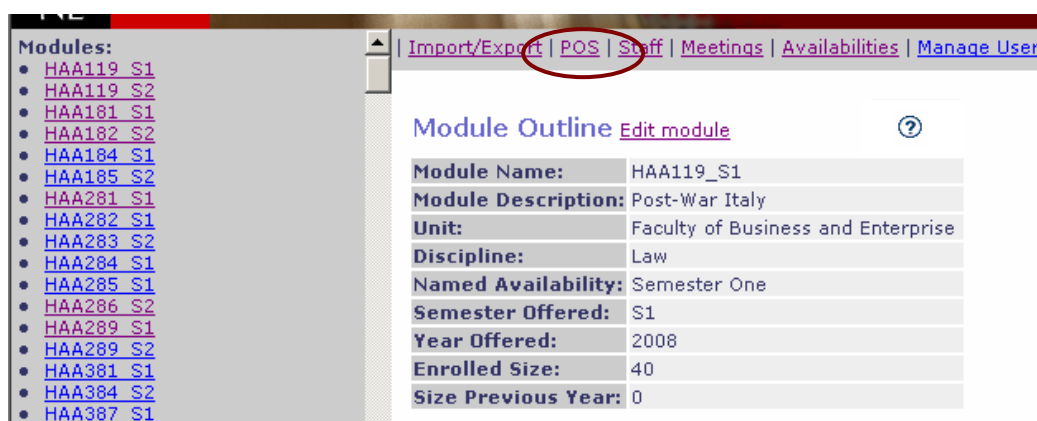 Modules:
HAA119_S1
HAA119_S2
HAA181_S1
HAA182_S2
HAA184_S1
HAA185_S2
HAA281_S1
HAA282_S1
HAA283_S2
HAA284_S1
HAA285_S1
HAA286_S2
HAA289_S1
HAA289_S2
HAA381_S1
HAA384_S2
HAA387_S1
| Import/Export | POS | Staff | Meetings | Availabilities | Manage User
Module Outline Edit module ?
Module Name: HAA119_S1
Module Description: Post-War Italy
Unit: Faculty of Business and Enterprise
Discipline: Law
Named Availability: Semester One
Semester Offered: S1
Year Offered: 2008
Enrolled Size: 40
Size Previous Year: 0